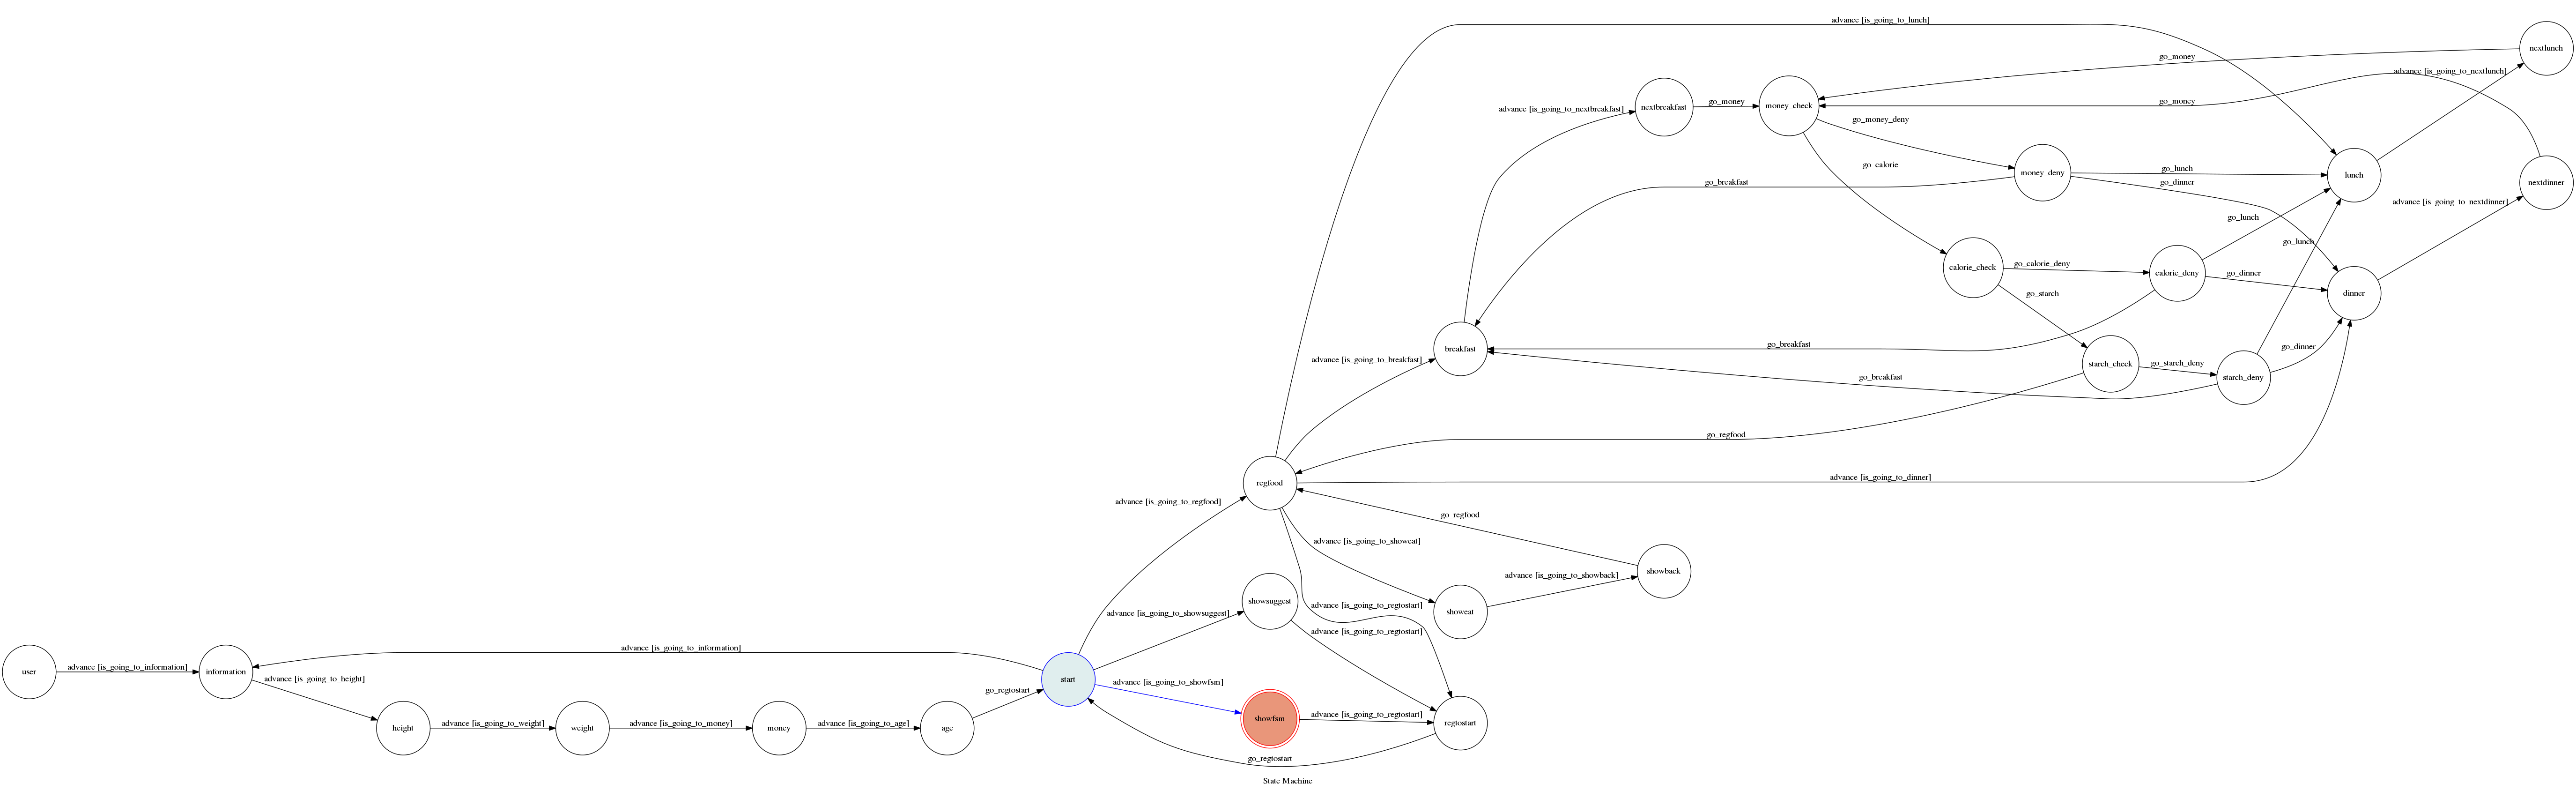 advance [is_going_to_lunch]
nextlunch
go_money
advance [is_going_to_nextlunch]
advance [is_going_to_nextbreakfast]
nextbreakfast
go_money
money_check
go_money
go_money_deny
go_calorie
money_deny
go_lunch
go_dinner
lunch
nextdinner
go_breakfast
advance [is_going_to_nextdinner]
go_lunch
go_lunch
calorie_check
go_calorie_deny
calorie_deny
go_dinner
dinner
go_starch
breakfast
go_breakfast
go_dinner
advance [is_going_to_breakfast]
starch_check
go_starch_deny
starch_deny
go_breakfast
go_regfood
regfood
advance [is_going_to_dinner]
advance [is_going_to_regfood]
go_regfood
advance [is_going_to_showeat]
showback
advance [is_going_to_showback]
showsuggest
advance [is_going_to_regtostart]
showeat
advance [is_going_to_showsuggest]
advance [is_going_to_regtostart]
advance [is_going_to_information]
user
advance [is_going_to_information]
information
advance [is_going_to_height]
start
advance [is_going_to_showfsm]
go_regtostart
showfsm
advance [is_going_to_regtostart]
regtostart
height
advance [is_going_to_weight]
weight
advance [is_going_to_money]
money
advance [is_going_to_age]
age
go_regtostart
State Machine